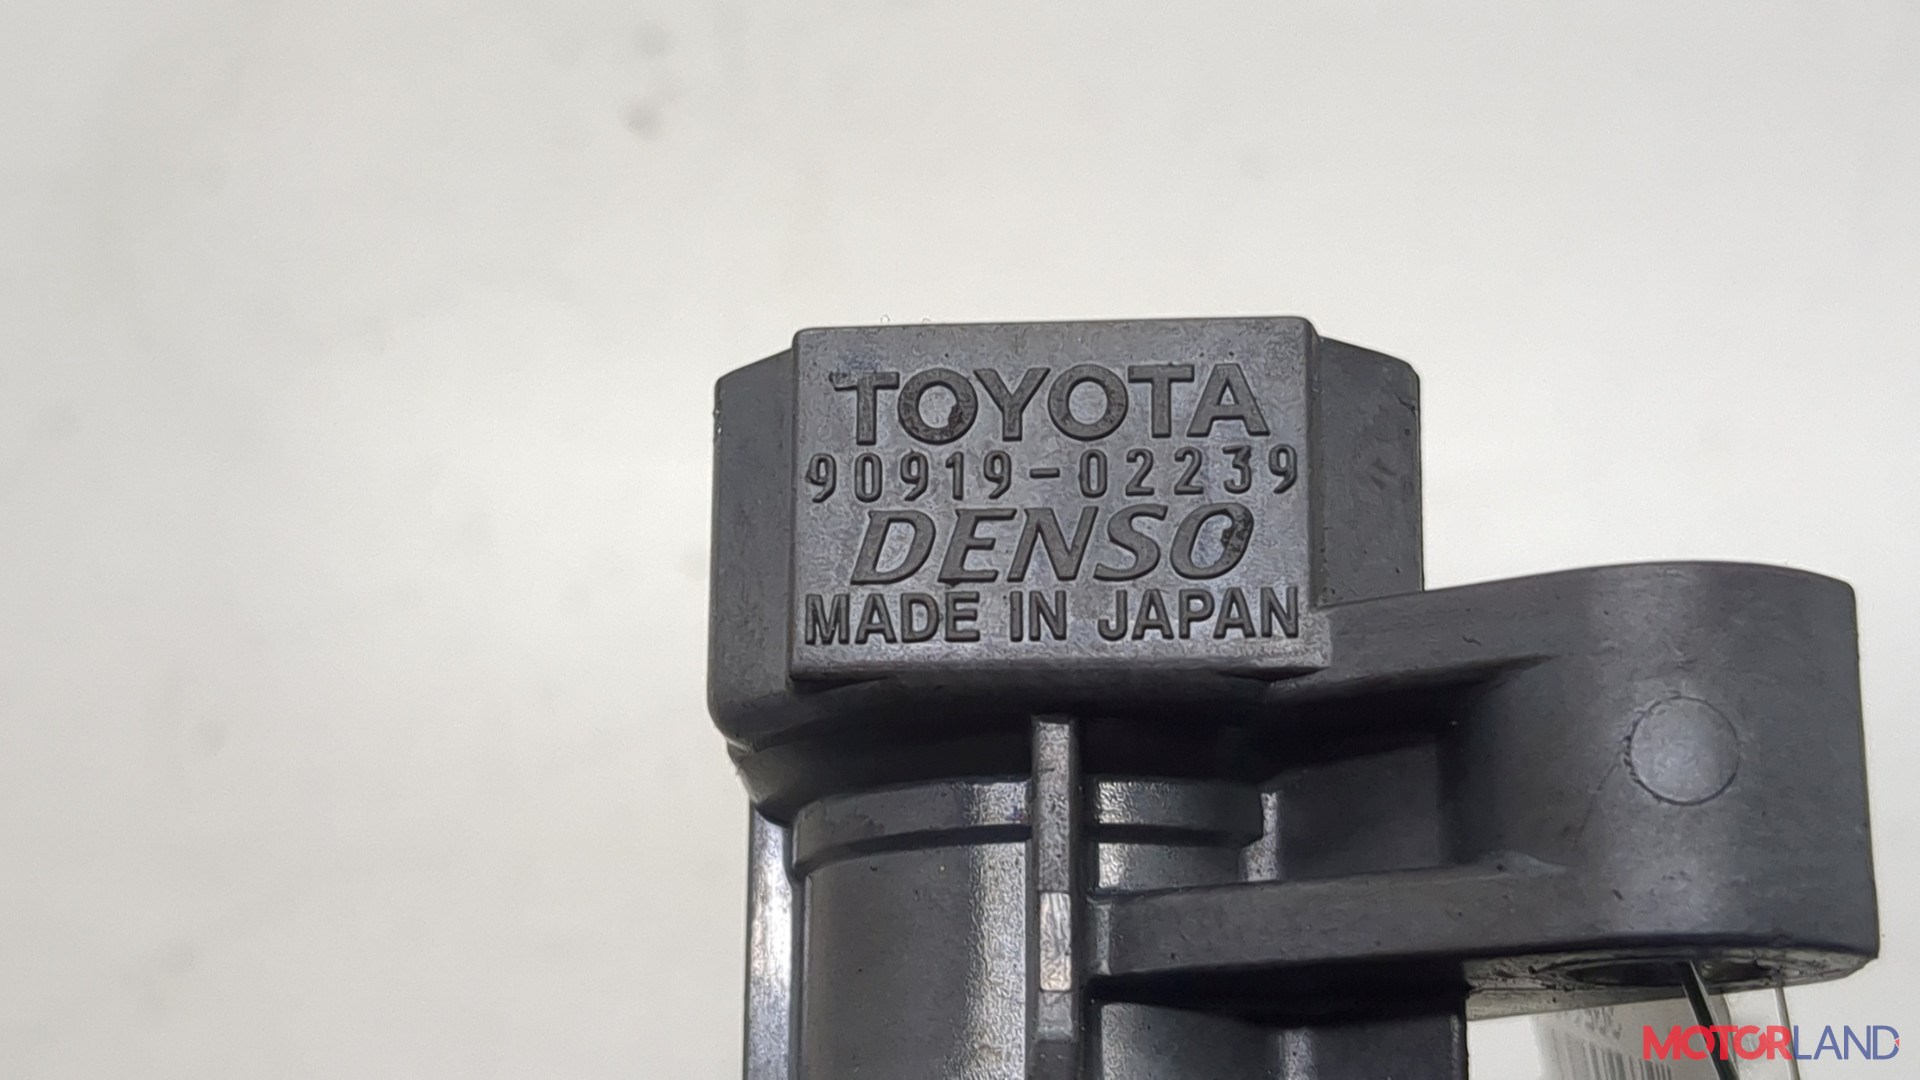 TOYOTA
90919-02239
DENSO
MADE IN JAPAN
MOTORLAND